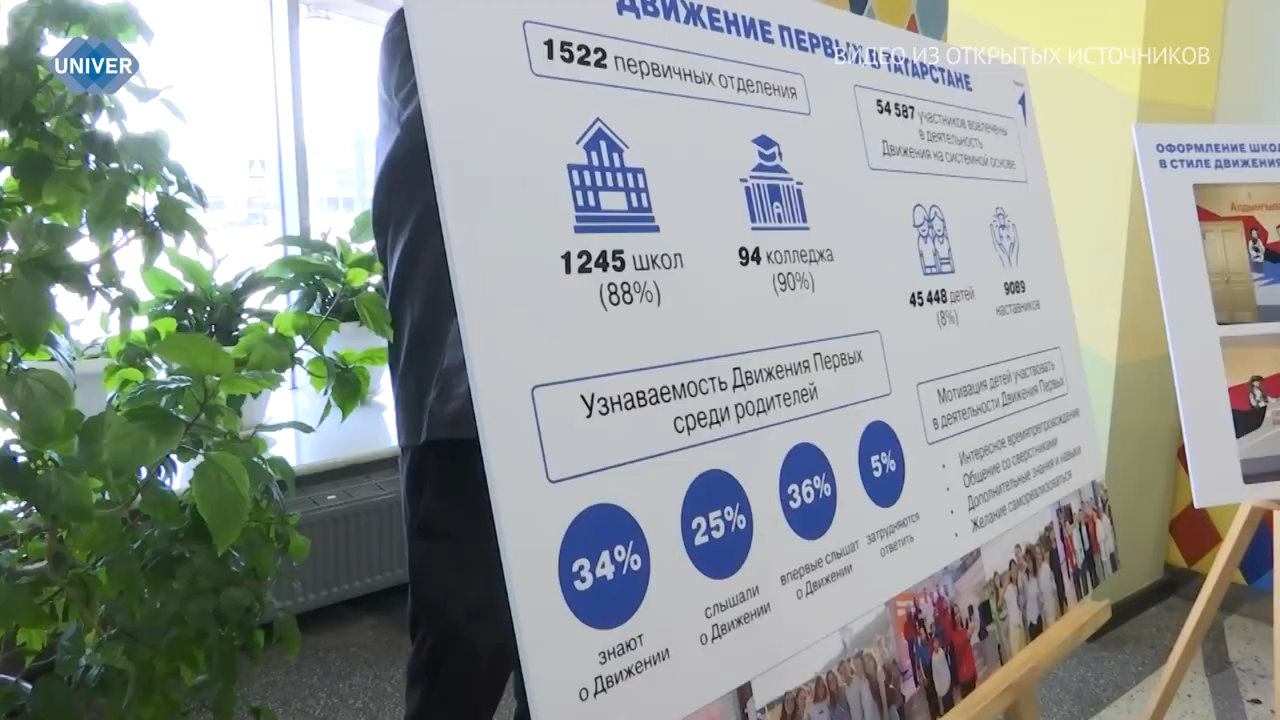 UNIVER
ВИДЕО ИЗ ОТКРЫТЫХ ИСТОЧНИКОВ
ДВИЖЕНИЕ ПЕРВЫХ В ТАТАРСТАНЕ
1522 первичных отделения
1245 школ
(88%)
94 колледжа
(90%)
54 587 участников вовлечены
в деятельность
Движения на системной основе
45 448 детей
(8%)
9089
наставников
Узнаваемость Движения Первых
среди родителей
34%
знают
о Движении
25%
слышали
о Движении
36%
впервые слышат
о Движении
5%
затрудняются
ответить
Мотивация детей участвовать
в деятельности Движения Первых
• Интересное времяпрепровождение
• Общение со сверстниками
• Дополнительные знания и навыки
• Желание самореализоваться
ОФОРМЛЕНИЕ ШКОЛ
В СТИЛЕ ДВИЖЕНИЯ